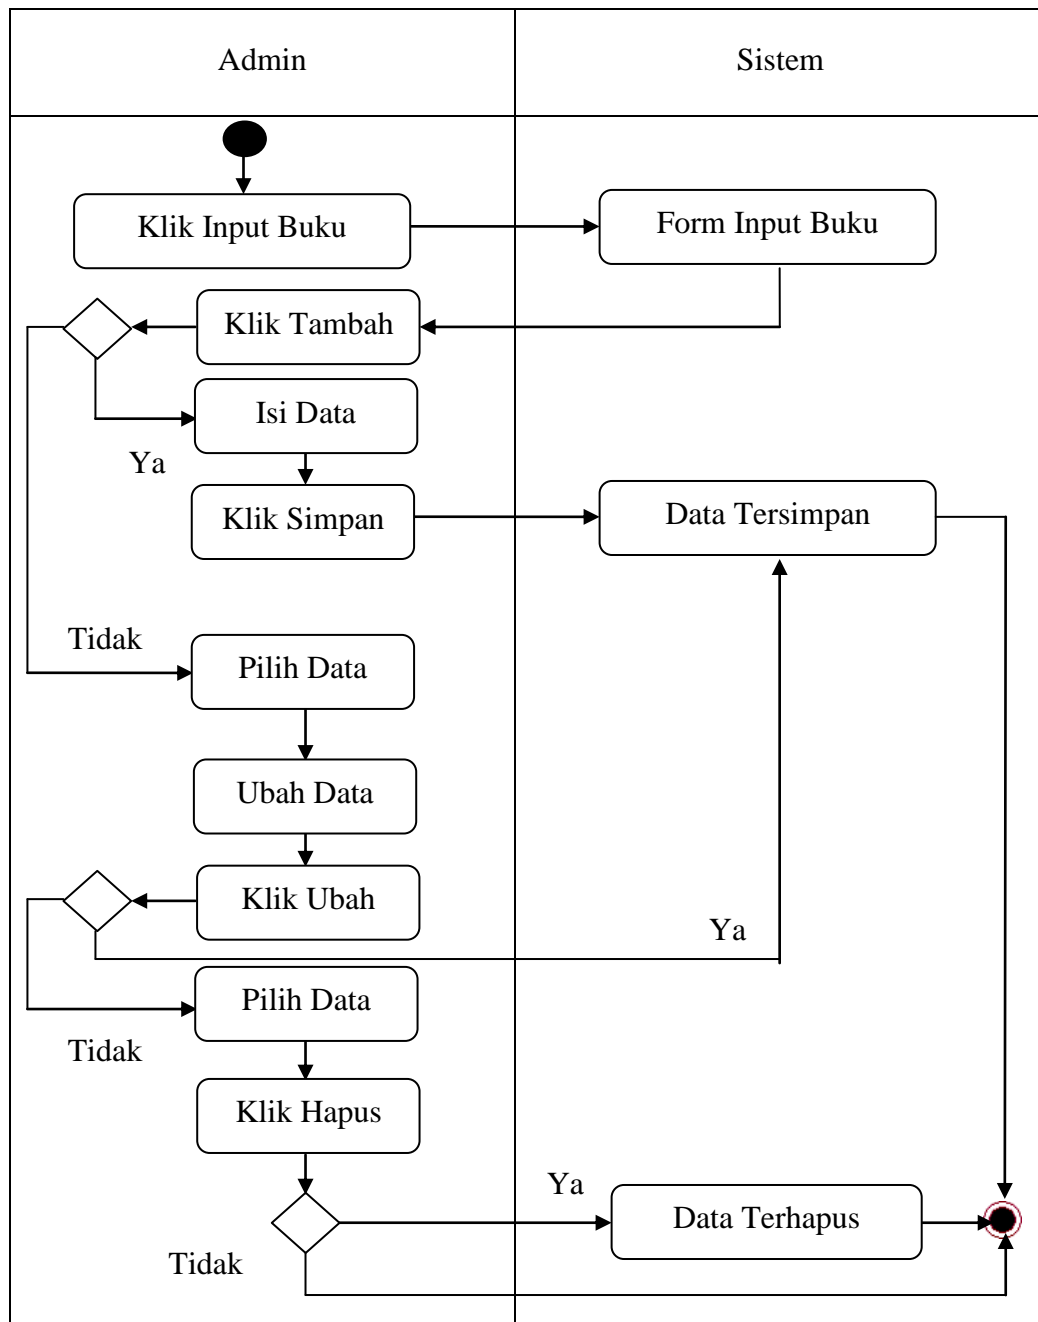 Admin
Sistem
Klik Input Buku
Form Input Buku
Klik Tambah
Isi Data
Ya
Klik Simpan
Data Tersimpan
Tidak
Pilih Data
Ubah Data
Klik Ubah
Ya
Pilih Data
Tidak
Klik Hapus
Ya
Data Terhapus
Tidak